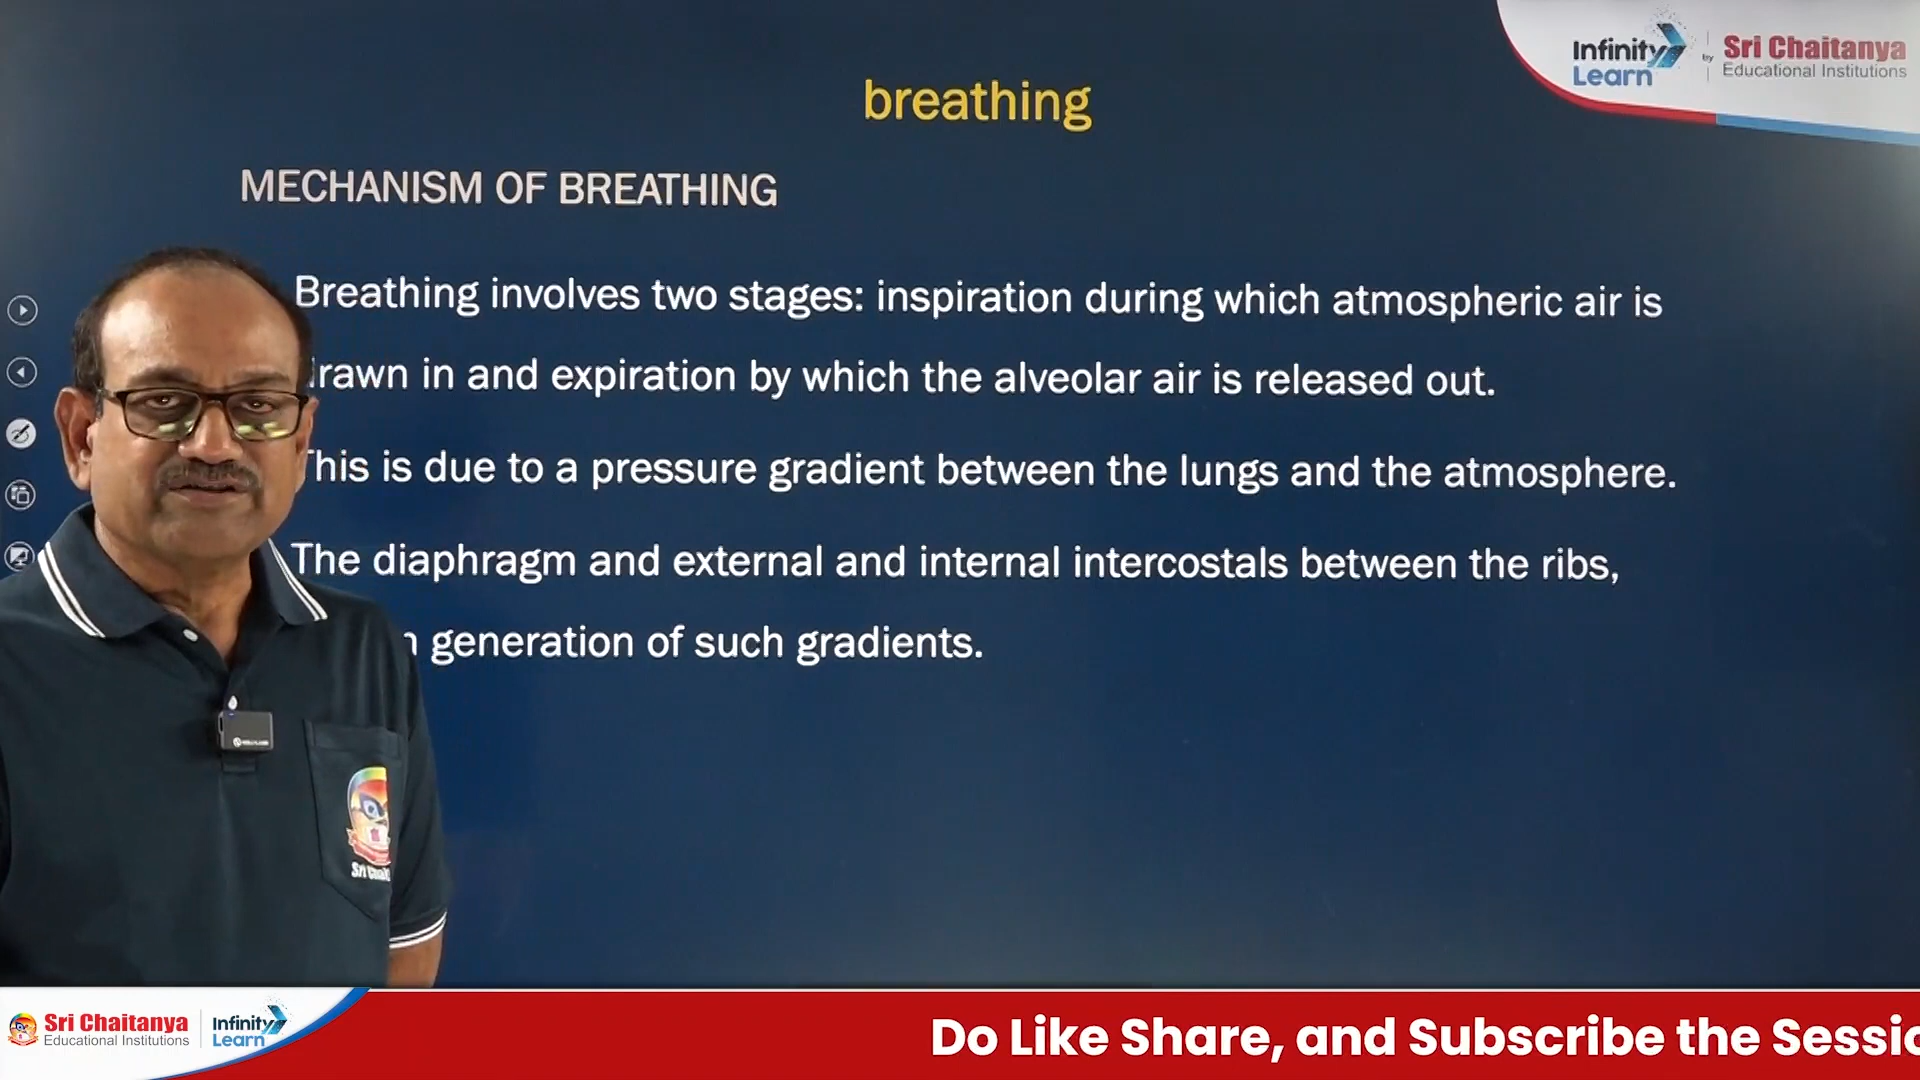 Infinity Learn by Sri Chaitanya Educational Institutions
breathing
MECHANISM OF BREATHING
Breathing involves two stages: inspiration during which atmospheric air is
drawn in and expiration by which the alveolar air is released out.
This is due to a pressure gradient between the lungs and the atmosphere.
The diaphragm and external and internal intercostals between the ribs,
generation of such gradients.
Sri Chaitanya Educational Institutions Infinity Learn
Do Like Share, and Subscribe the Sessio